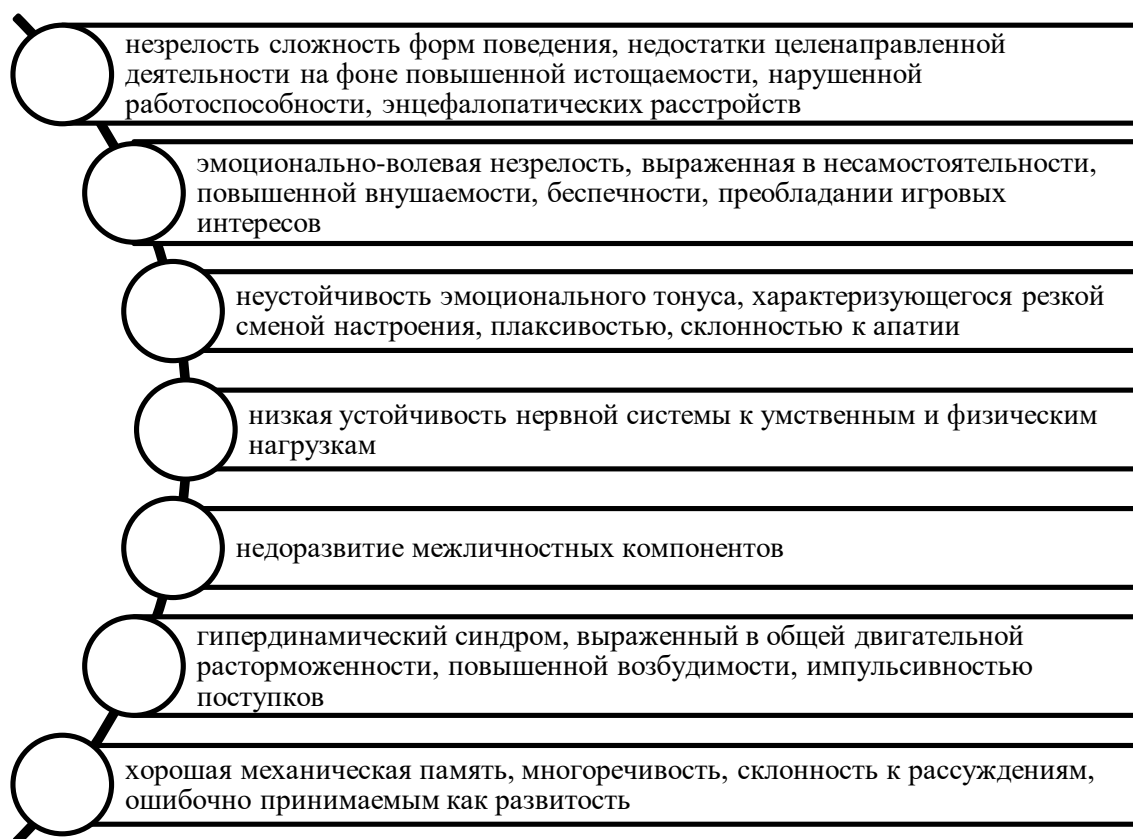 незрелость сложность форм поведения, недостатки целенаправленной
деятельности на фоне повышенной истощаемости, нарушенной
работоспособности, энцефалопатических расстройств
эмоционально-волевая незрелость, выраженная в несамостоятельности,
повышенной внушаемости, беспечности, преобладании игровых
интересов
неустойчивость эмоционального тонуса, характеризующегося резкой
сменой настроения, плаксивостью, склонностью к апатии
низкая устойчивость нервной системы к умственным и физическим
нагрузкам
недоразвитие межличностных компонентов
гипердинамический синдром, выраженный в общей двигательной
расторможенности, повышенной возбудимости, импульсивностью
поступков
хорошая механическая память, многоречивость, склонность к рассуждениям,
ошибочно принимаемым как развитость